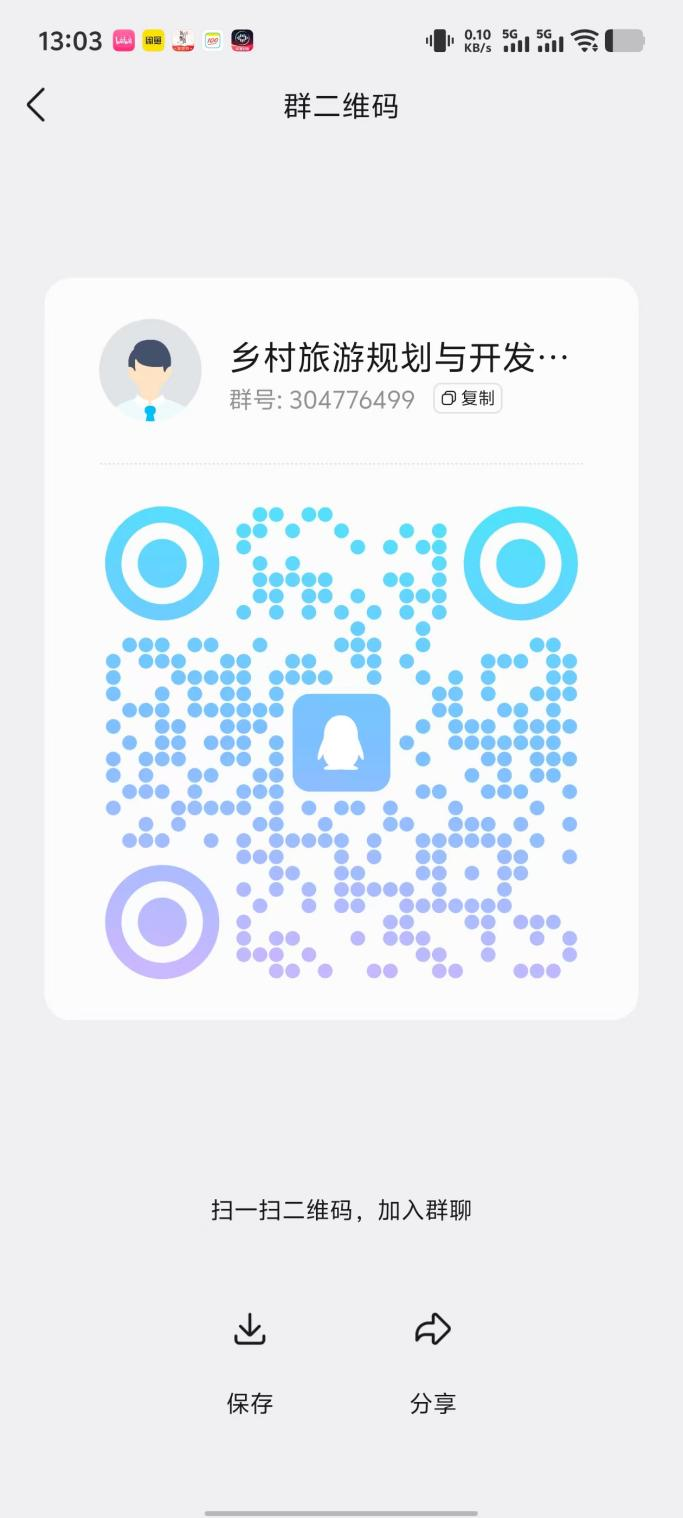 13:03 0.10 KB/s 5G 5G
群二维码
乡村旅游规划与开发…
群号: 304776499 复制
扫一扫二维码，加入群聊
保存 分享